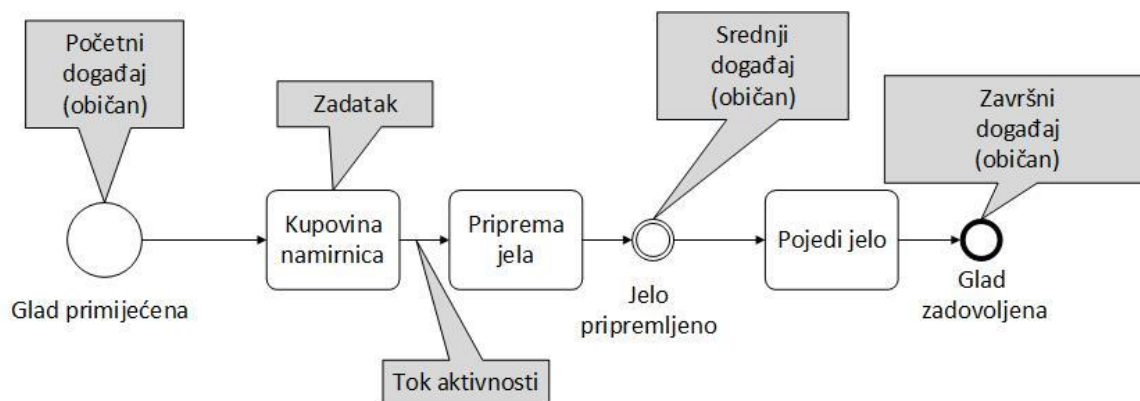 Početni
događaj
(običan)
Zadatak
Srednji
događaj
(običan)
Završni
događaj
(običan)
Kupovina
namirnica
Priprema
jela
Pojedi jelo
Glad primijećena
Jelo
pripremljeno
Glad
zadovoljena
Tok aktivnosti